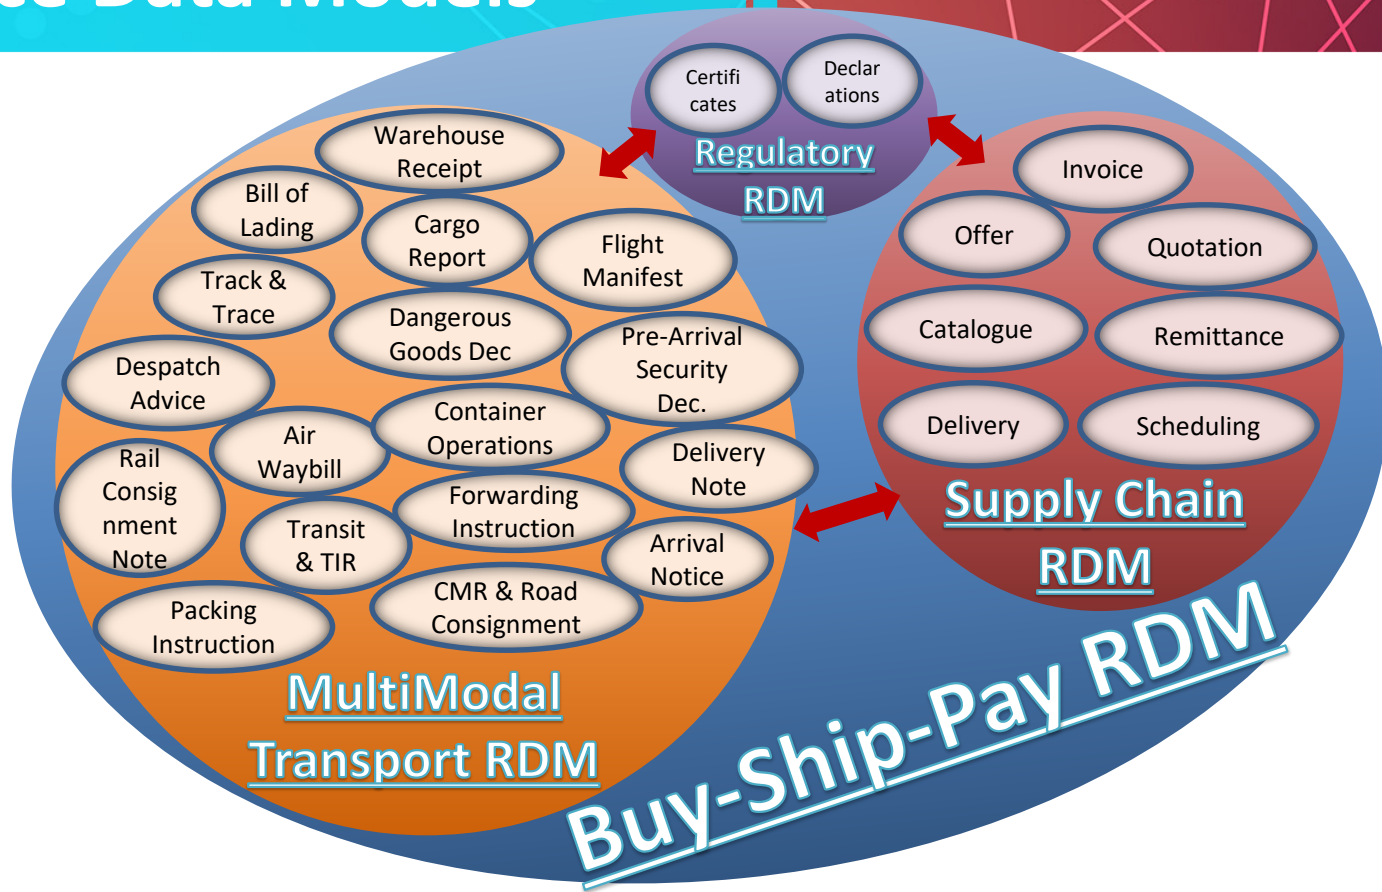 Data Models
Certifi
cates
Declar
ations
Regulatory
RDM
Warehouse
Receipt
Bill of
Lading
Cargo
Report
Flight
Manifest
Track &
Trace
Dangerous
Goods Dec
Pre-Arrival
Security
Dec.
Despatch
Advice
Container
Operations
Air
Waybill
Delivery
Note
Rail
Consig
nment
Note
Forwarding
Instruction
Transit
& TIR
Arrival
Notice
CMR & Road
Consignment
Packing
Instruction
MultiModal
Transport RDM
Invoice
Offer
Quotation
Catalogue
Remittance
Delivery
Scheduling
Supply Chain
RDM
Buy-Ship-Pay RDM